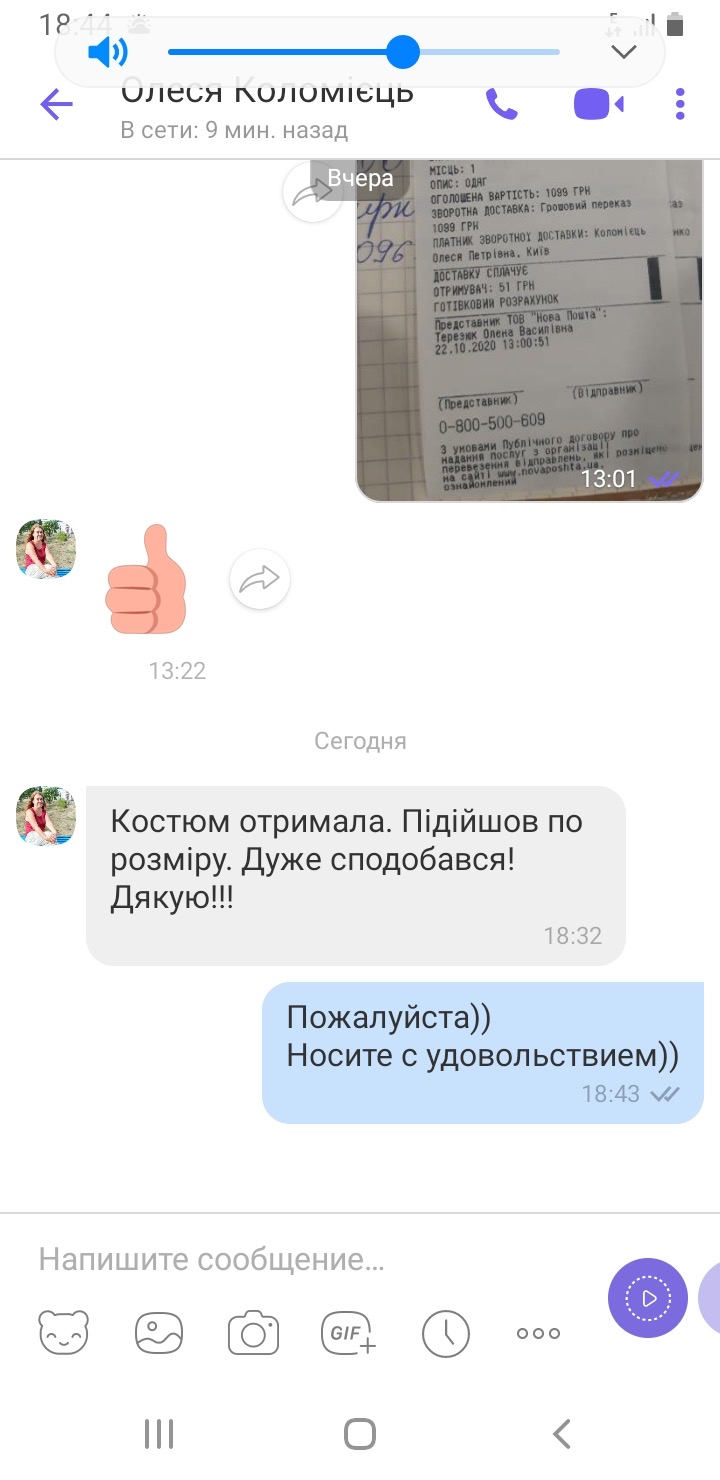 18:44
Олеся Коломієць
В сети: 9 мин. назад
Вчера
МІСЦЬ: 1
ОПИС: ОДЯГ
ОГОЛОШЕНА ВАРТІСТЬ: 1099 ГРН
ЗВОРОТНА ДОСТАВКА: Грошовий переказ
1099 ГРН
ПЛАТНИК ЗВОРОТНОЇ ДОСТАВКИ: Коломієць
Олеся Петрівна, Київ
ДОСТАВКУ СПЛАЧУЄ
ОТРИМУВАЧ: 51 ГРН
ГОТІВКОВИЙ РОЗРАХУНОК
Представник ТОВ "Нова Пошта":
Терезюк Олена Василівна
22.10.2020 13:00:51
(Представник) (Відправник)
0-800-500-609
З умовами Публічного договору про
надання послуг з організації
перевезення відправлень, які розміщено
на сайті www.novaposhta.ua,
ознайомлений
096
13:01
13:22
Сегодня
Костюм отримала. Підійшов по
розміру. Дуже сподобався!
Дякую!!!
18:32
Пожалуйста))
Носите с удовольствием))
18:43
Напишите сообщение...
GIF